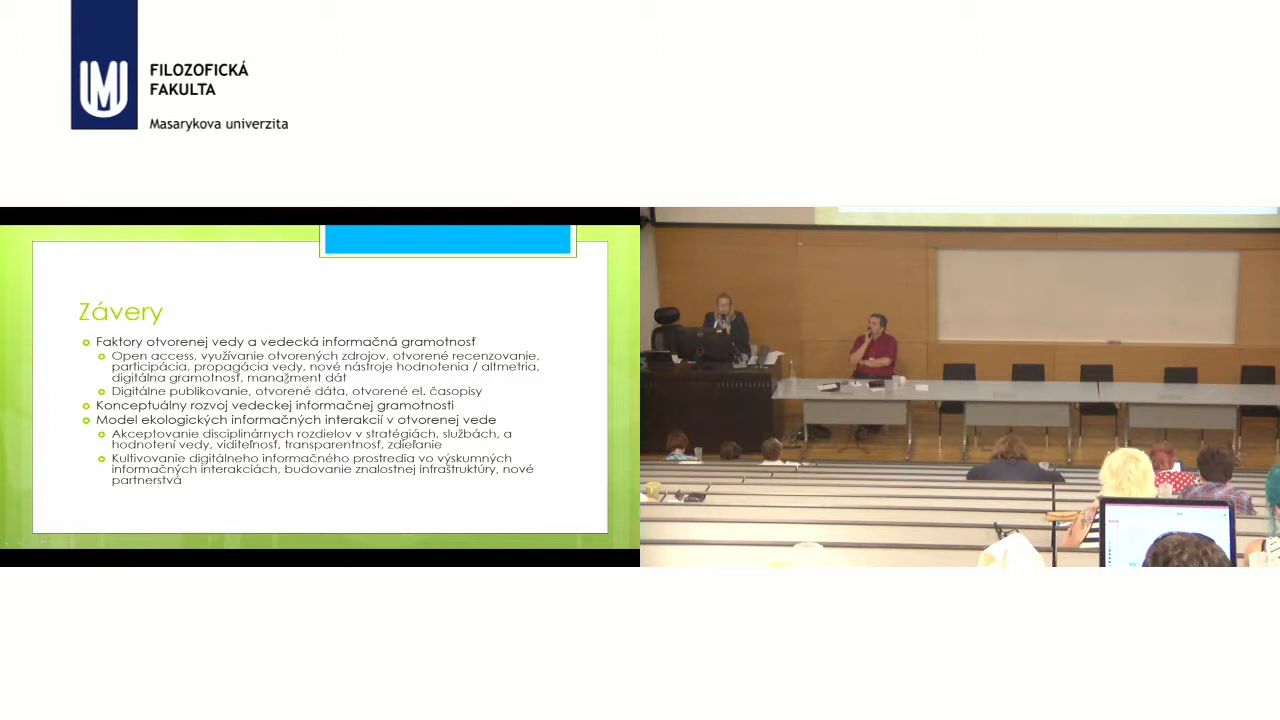 FILOZOFICKÁ
FAKULTA
Masarykova univerzita
Závery
Faktory otvorenej vedy a vedecká informačná gramotnosť
Open access, využívanie otvorených zdrojov, otvorené recenzovanie,
participácia, propagácia vedy, nové nástroje hodnotenia / altmetria,
digitálna gramotnosť, manažment dát
Digitálne publikovanie, otvorené dáta, otvorené el. časopisy
Konceptuálny rozvoj vedeckej informačnej gramotnosti
Model ekologických informačných interakcií v otvorenej vede
Akceptovanie disciplinárnych rozdielov v stratégiách, službách, a
hodnotení vedy, viditeľnosť, transparentnosť, zdieľanie
Kultivovanie digitálneho informačného prostredia vo výskumných
informačných interakciách, budovanie znalostnej infraštruktúry, nové
partnerstvá